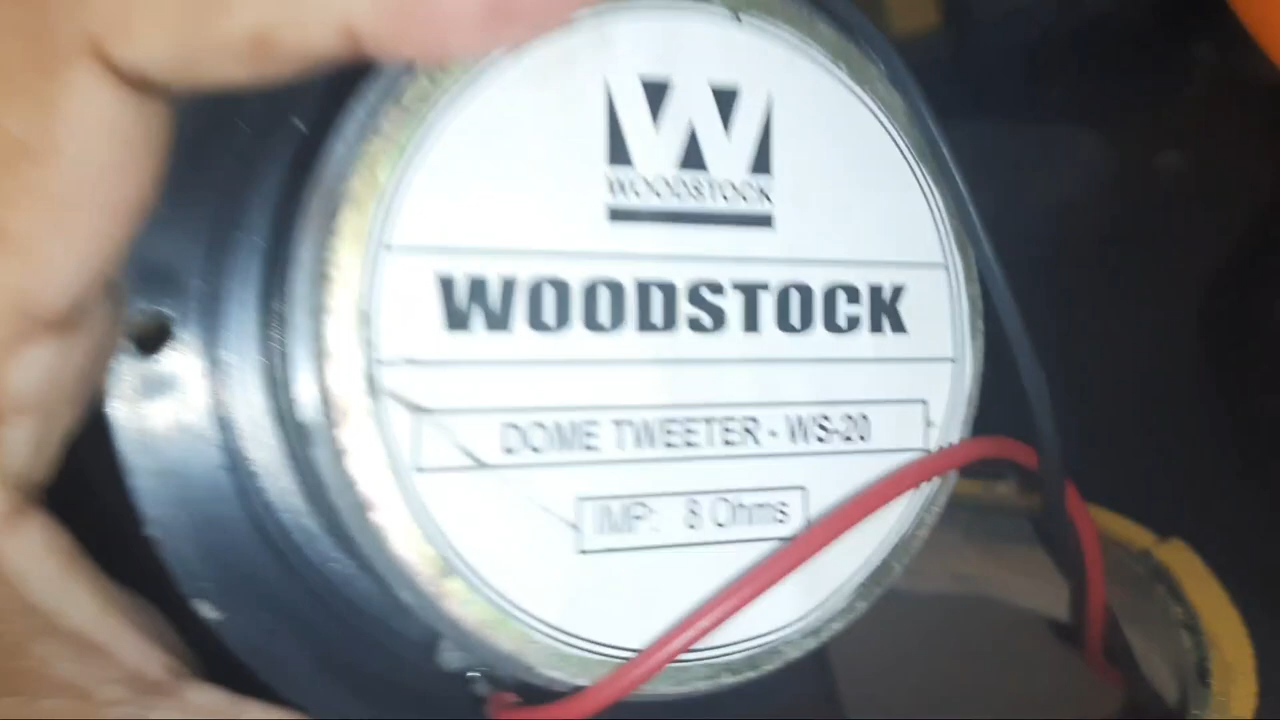 W
WOODSTOCK
WOODSTOCK
DOME TWEETER - WS-20
IMP: 8 Ohms